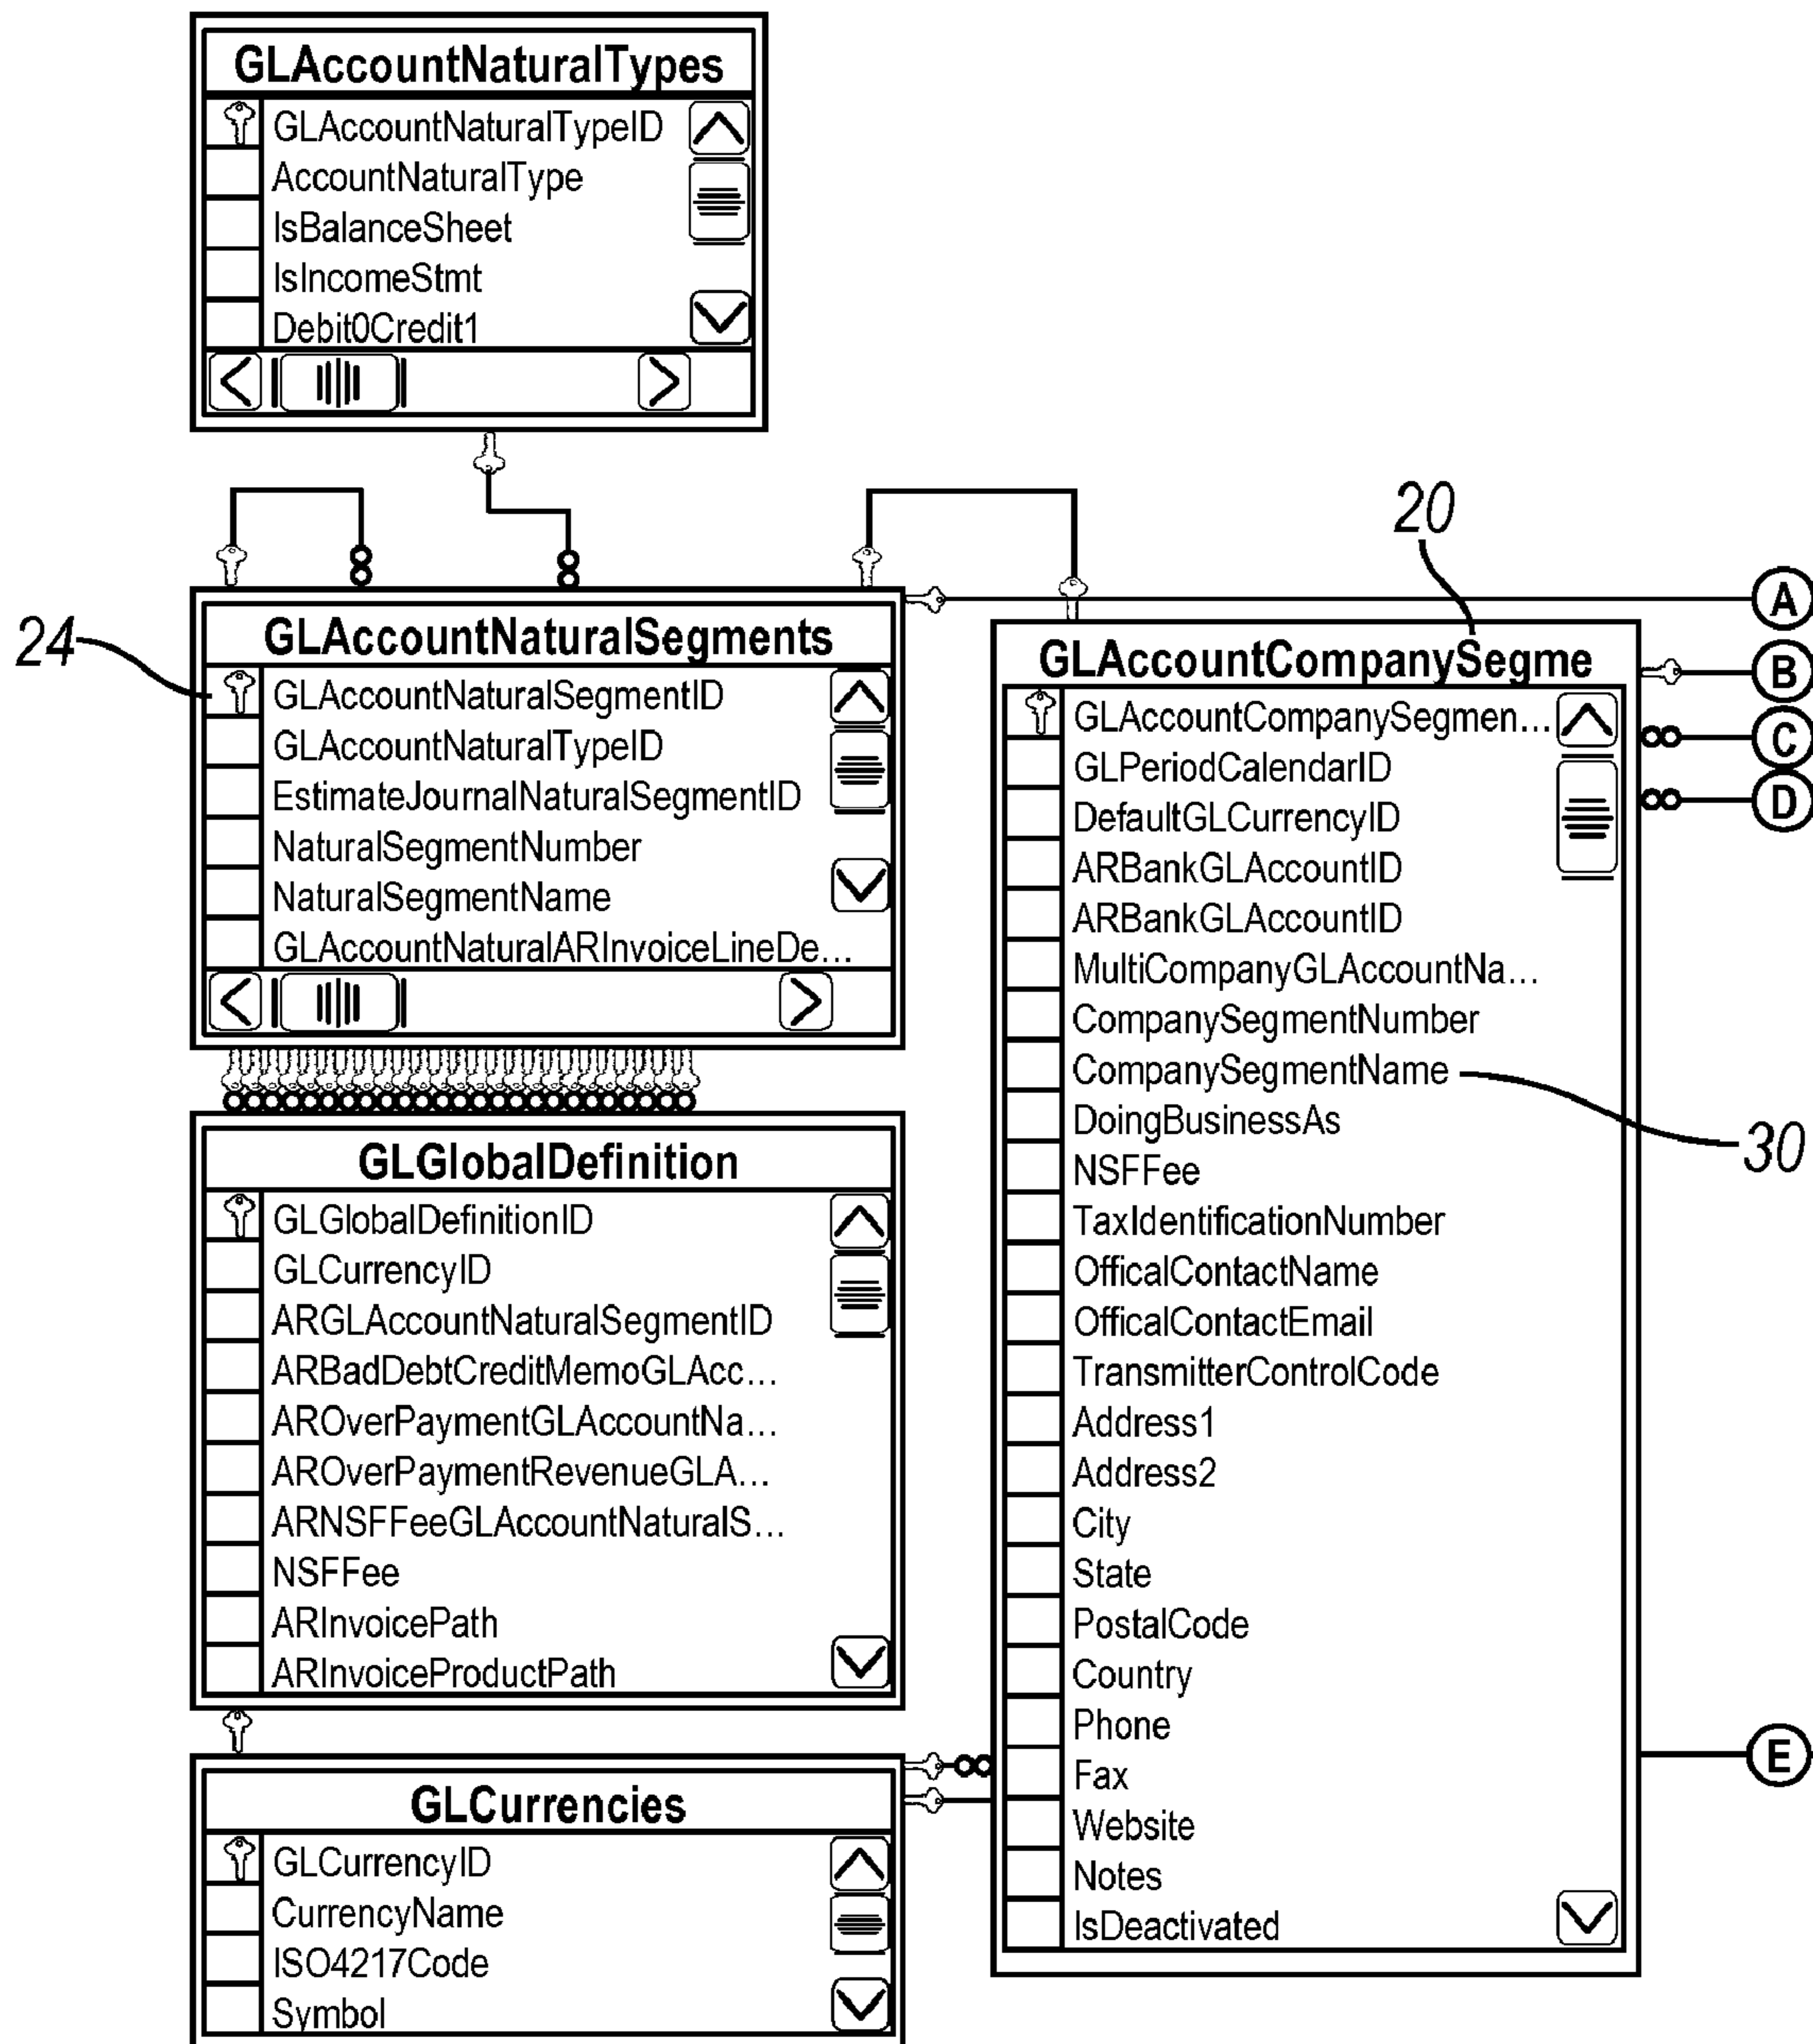 GLAccountNaturalTypes
GLAccountNaturalTypeID
AccountNaturalType
IsBalanceSheet
IsIncomeStmt
Debit0Credit1
24
GLAccountNaturalSegments
GLAccountNaturalSegmentID
GLAccountNaturalTypeID
EstimateJournalNaturalSegmentID
NaturalSegmentNumber
NaturalSegmentName
GLAccountNaturalARInvoiceLineDe...
GLGlobalDefinition
GLGlobalDefinitionID
GLCurrencyID
ARGLAccountNaturalSegmentID
ARBadDebtCreditMemoGLAcc...
AROverPaymentGLAccountNa...
AROverPaymentRevenueGLA...
ARNSFFeeGLAccountNaturalS...
NSFFee
ARInvoicePath
ARInvoiceProductPath
GLCurrencies
GLCurrencyID
CurrencyName
ISO4217Code
Symbol
20
GLAccountCompanySegme
GLAccountCompanySegmen...
GLPeriodCalendarID
DefaultGLCurrencyID
ARBankGLAccountID
ARBankGLAccountID
MultiCompanyGLAccountNa...
CompanySegmentNumber
CompanySegmentName
DoingBusinessAs
NSFFee
TaxIdentificationNumber
OfficalContactName
OfficalContactEmail
TransmitterControlCode
Address1
Address2
City
State
PostalCode
Country
Phone
Fax
Website
Notes
IsDeactivated
30
A
B
C
D
E